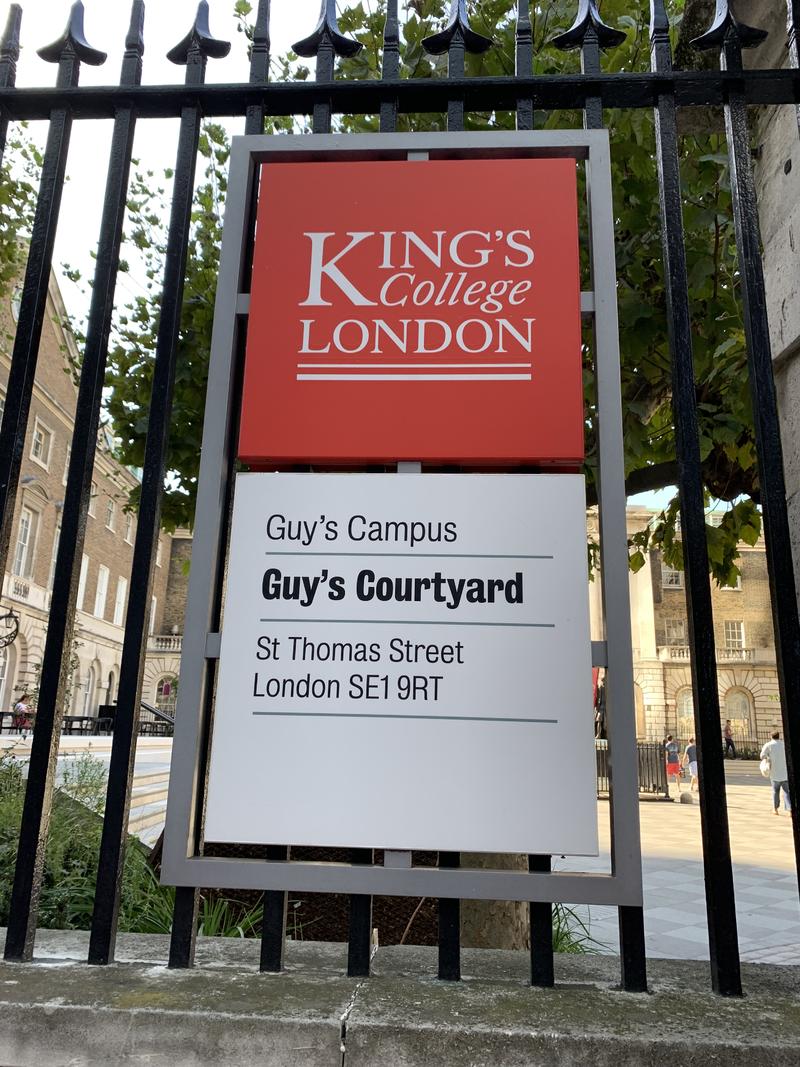 KING'S
College
LONDON
Guy's Campus
Guy's Courtyard
St Thomas Street
London SE1 9RT